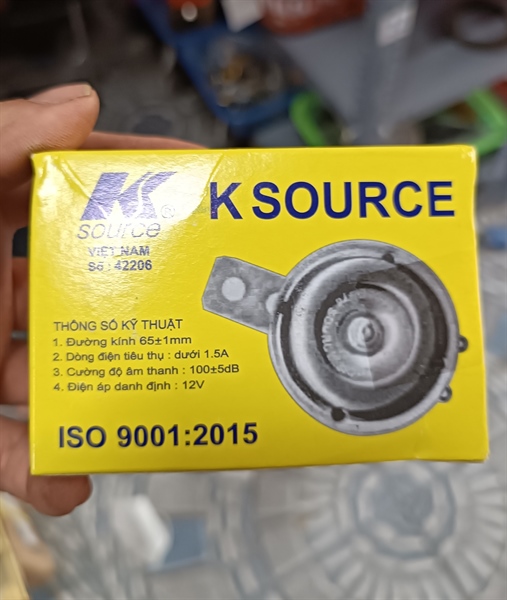 K®
source
K SOURCE
VIỆT NAM
Số : 42206
THÔNG SỐ KỸ THUẬT
1. Đường kính 65±1mm
2. Dòng điện tiêu thụ : dưới 1.5A
3. Cường độ âm thanh : 100±5dB
4. Điện áp danh định : 12V
ISO 9001:2015